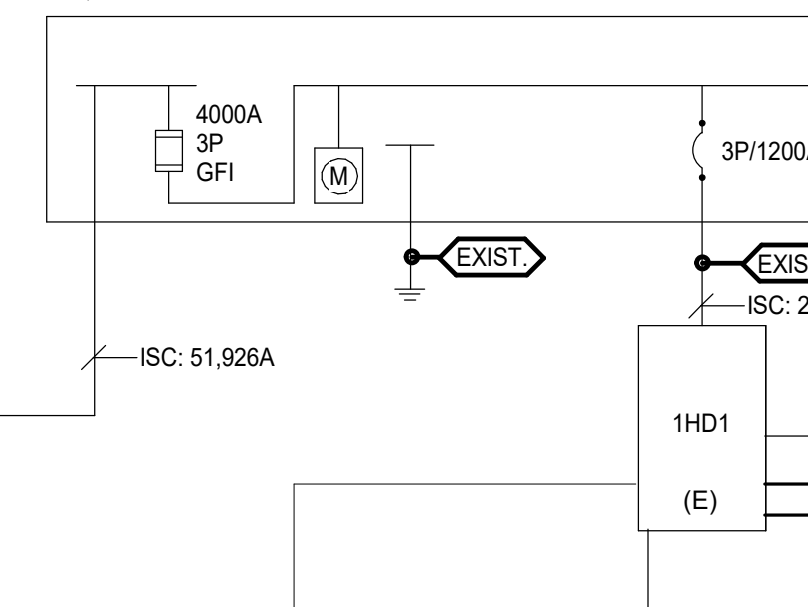 4000A
3P
GFI
M
3P/1200A
EXIST.
EXIS
ISC: 2
ISC: 51,926A
1HD1
(E)